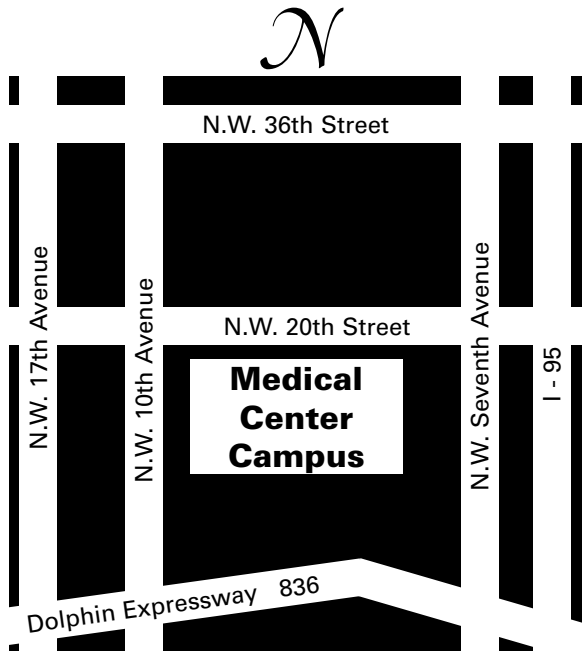 N
N.W. 36th Street
N.W. 17th Avenue
N.W. 10th Avenue
N.W. 20th Street
N.W. Seventh Avenue
I - 95
Medical
Center
Campus
Dolphin Expressway 836